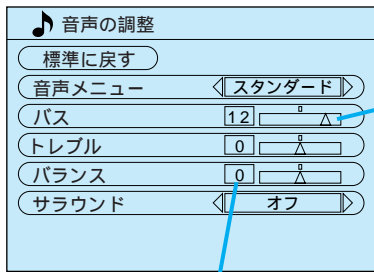 ♪ 音声の調整
標準に戻す
音声メニュー スタンダード
バス 12
トレブル 0
バランス 0
サラウンド オフ